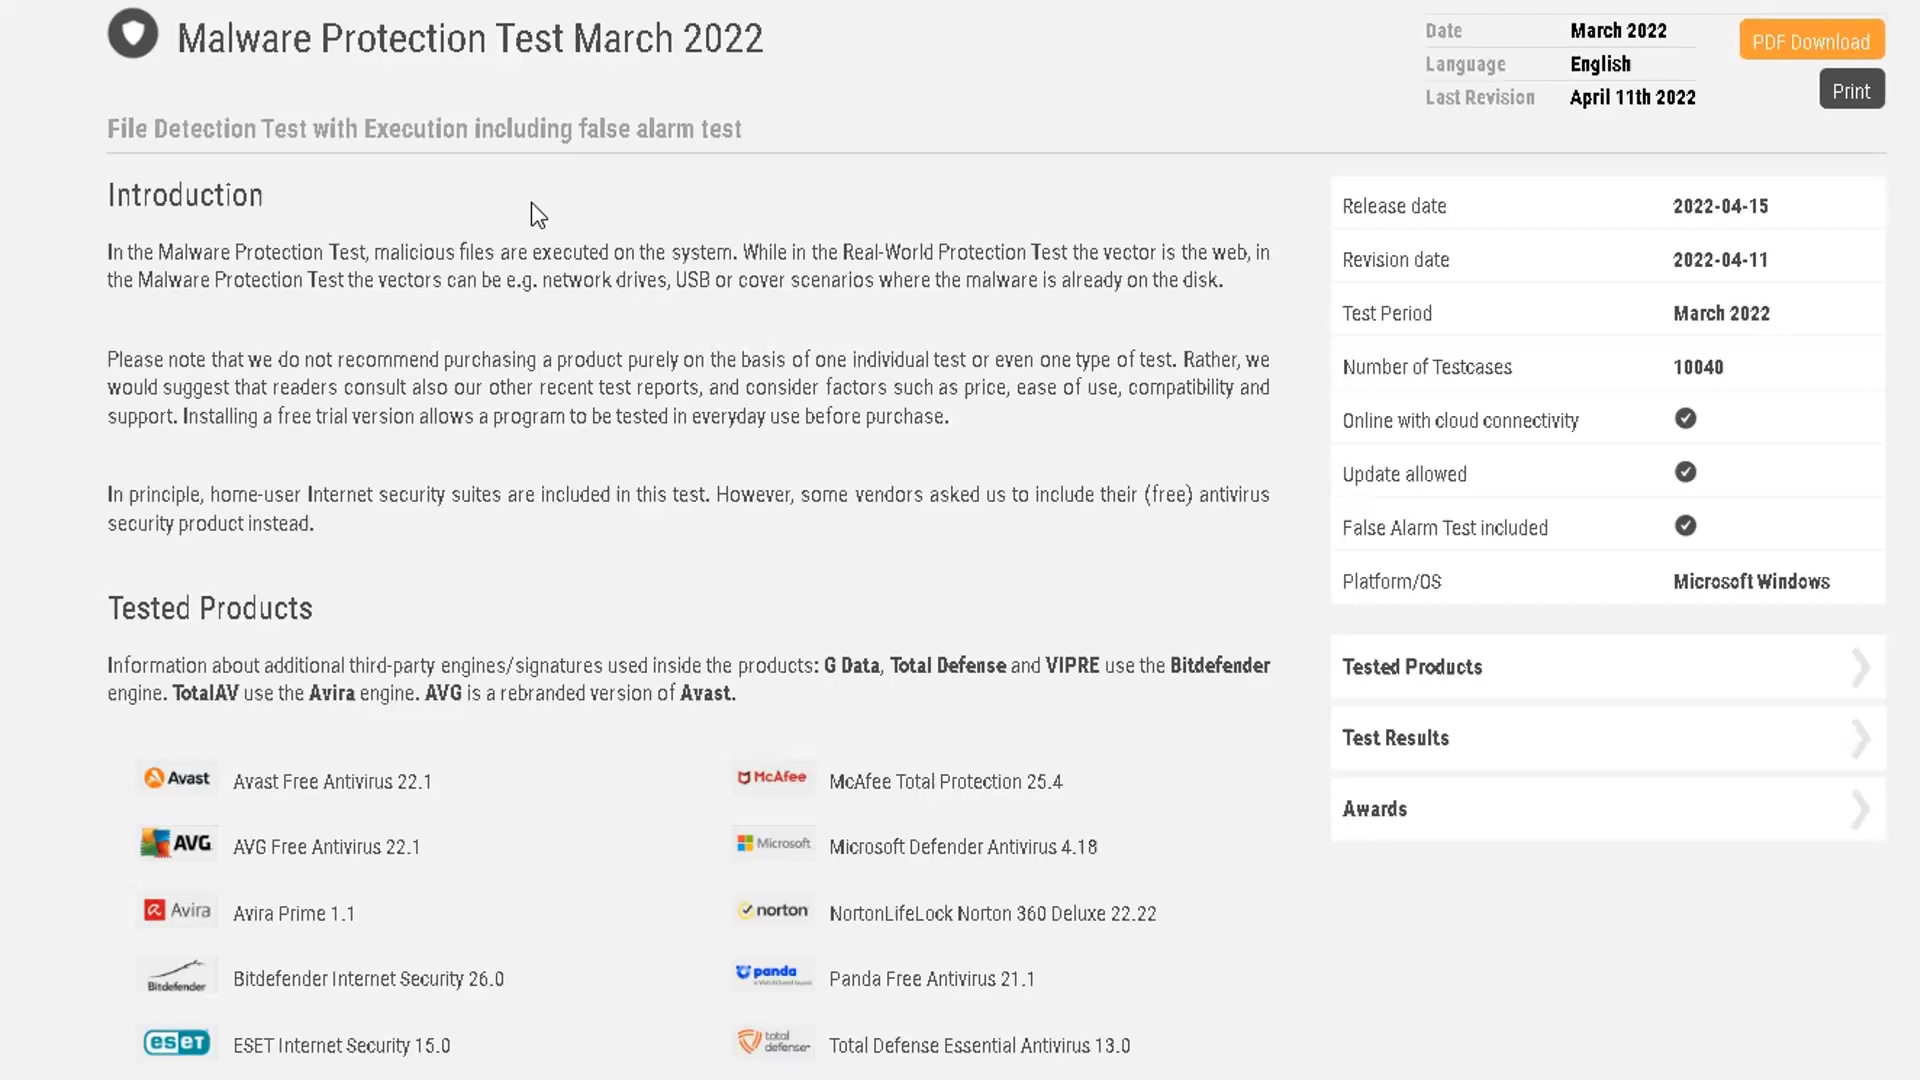 Malware Protection Test March 2022
Date March 2022
Language English
Last Revision April 11th 2022
PDF Download
Print
File Detection Test with Execution including false alarm test
Introduction
In the Malware Protection Test, malicious files are executed on the system. While in the Real-World Protection Test the vector is the web, in
the Malware Protection Test the vectors can be e.g. network drives, USB or cover scenarios where the malware is already on the disk.
Please note that we do not recommend purchasing a product purely on the basis of one individual test or even one type of test. Rather, we
would suggest that readers consult also our other recent test reports, and consider factors such as price, ease of use, compatibility and
support. Installing a free trial version allows a program to be tested in everyday use before purchase.
In principle, home-user Internet security suites are included in this test. However, some vendors asked us to include their (free) antivirus
security product instead.
Tested Products
Information about additional third-party engines/signatures used inside the products: G Data, Total Defense and VIPRE use the Bitdefender
engine. TotalAV use the Avira engine. AVG is a rebranded version of Avast.
Avast Avast Free Antivirus 22.1
McAfee McAfee Total Protection 25.4
AVG AVG Free Antivirus 22.1
Microsoft Microsoft Defender Antivirus 4.18
Avira Avira Prime 1.1
norton NortonLifeLock Norton 360 Deluxe 22.22
Bitdefender Bitdefender Internet Security 26.0
panda Panda Free Antivirus 21.1
eset ESET Internet Security 15.0
total defense Total Defense Essential Antivirus 13.0
Release date 2022-04-15
Revision date 2022-04-11
Test Period March 2022
Number of Testcases 10040
Online with cloud connectivity
Update allowed
False Alarm Test included
Platform/OS Microsoft Windows
Tested Products
Test Results
Awards